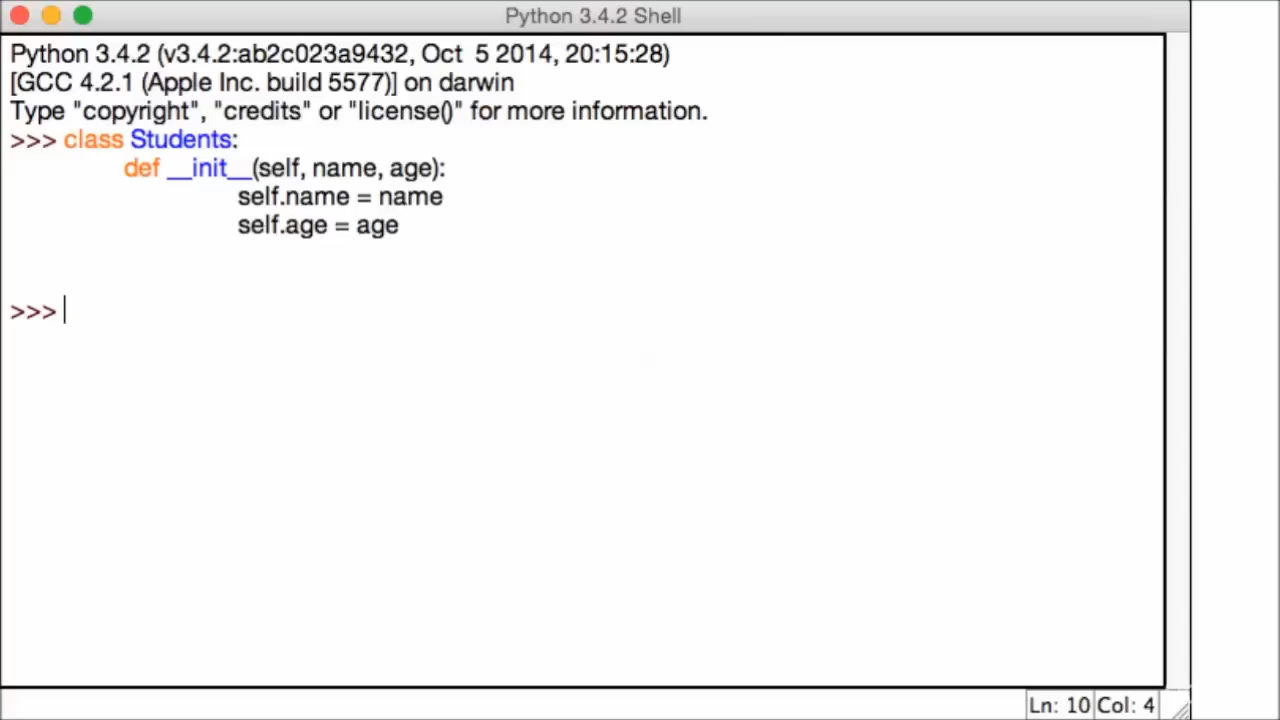 Python 3.4.2 Shell
Python 3.4.2 (v3.4.2:ab2c023a9432, Oct  5 2014, 20:15:28)
[GCC 4.2.1 (Apple Inc. build 5577)] on darwin
Type "copyright", "credits" or "license()" for more information.
>>> class Students:
        def __init__(self, name, age):
                self.name = name
                self.age = age
>>>
Ln: 10 Col: 4